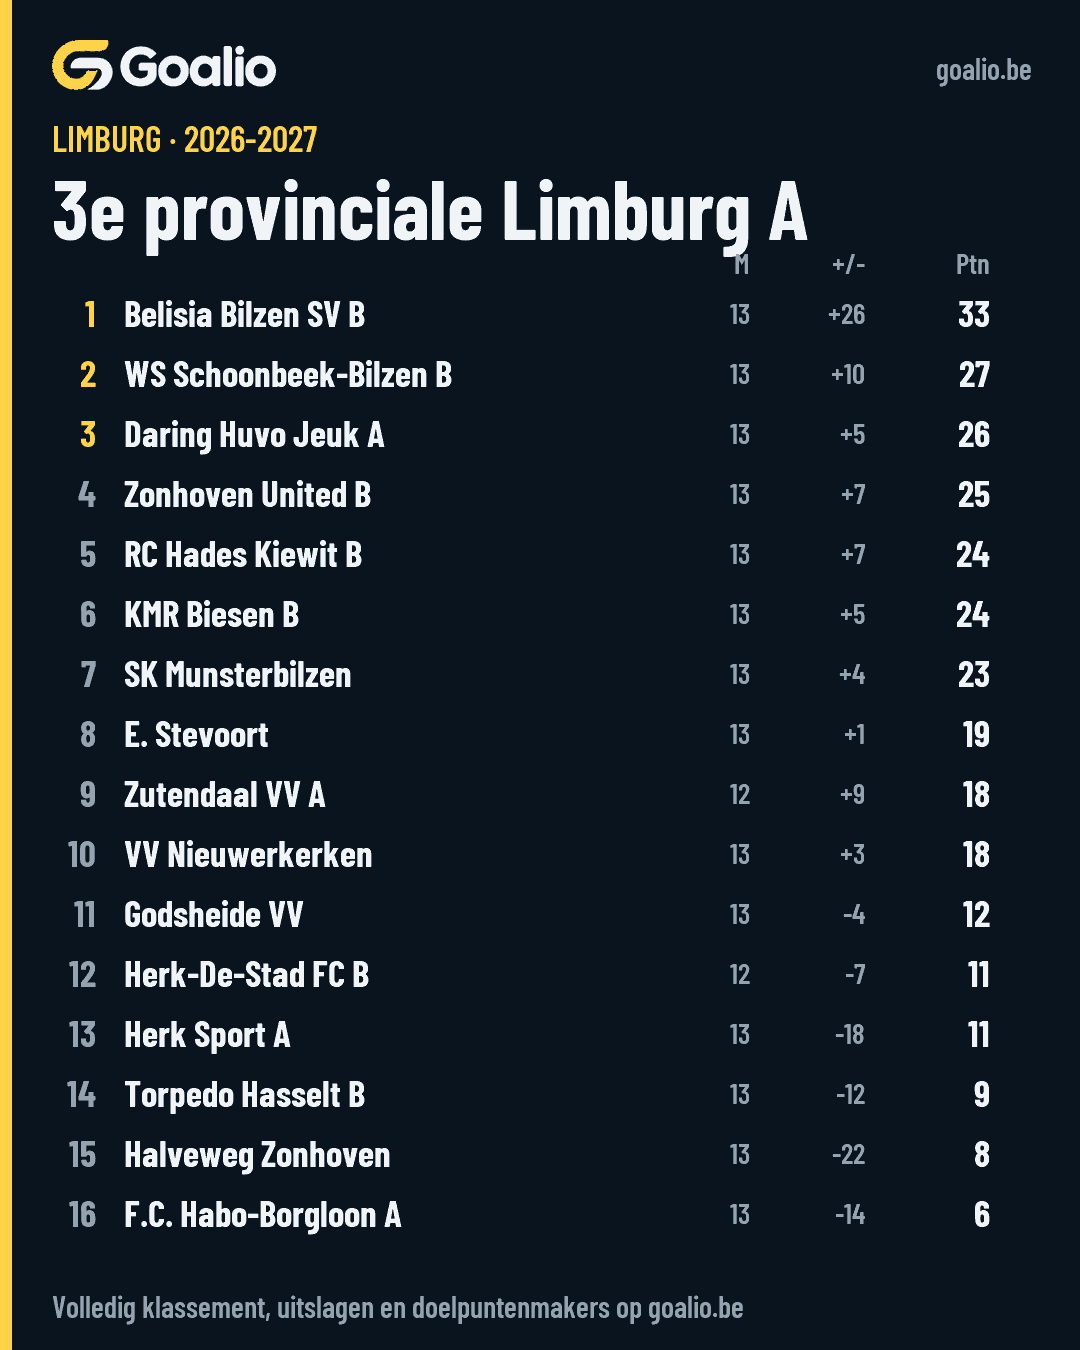 Goalio
goalio.be
LIMBURG · 2026-2027
3e provinciale Limburg A
M +/- Ptn
1 Belisia Bilzen SV B 13 +26 33
2 WS Schoonbeek-Bilzen B 13 +10 27
3 Daring Huvo Jeuk A 13 +5 26
4 Zonhoven United B 13 +7 25
5 RC Hades Kiewit B 13 +7 24
6 KMR Biesen B 13 +5 24
7 SK Munsterbilzen 13 +4 23
8 E. Stevoort 13 +1 19
9 Zutendaal VV A 12 +9 18
10 VV Nieuwerkerken 13 +3 18
11 Godsheide VV 13 -4 12
12 Herk-De-Stad FC B 12 -7 11
13 Herk Sport A 13 -18 11
14 Torpedo Hasselt B 13 -12 9
15 Halveweg Zonhoven 13 -22 8
16 F.C. Habo-Borgloon A 13 -14 6
Volledig klassement, uitslagen en doelpuntenmakers op goalio.be